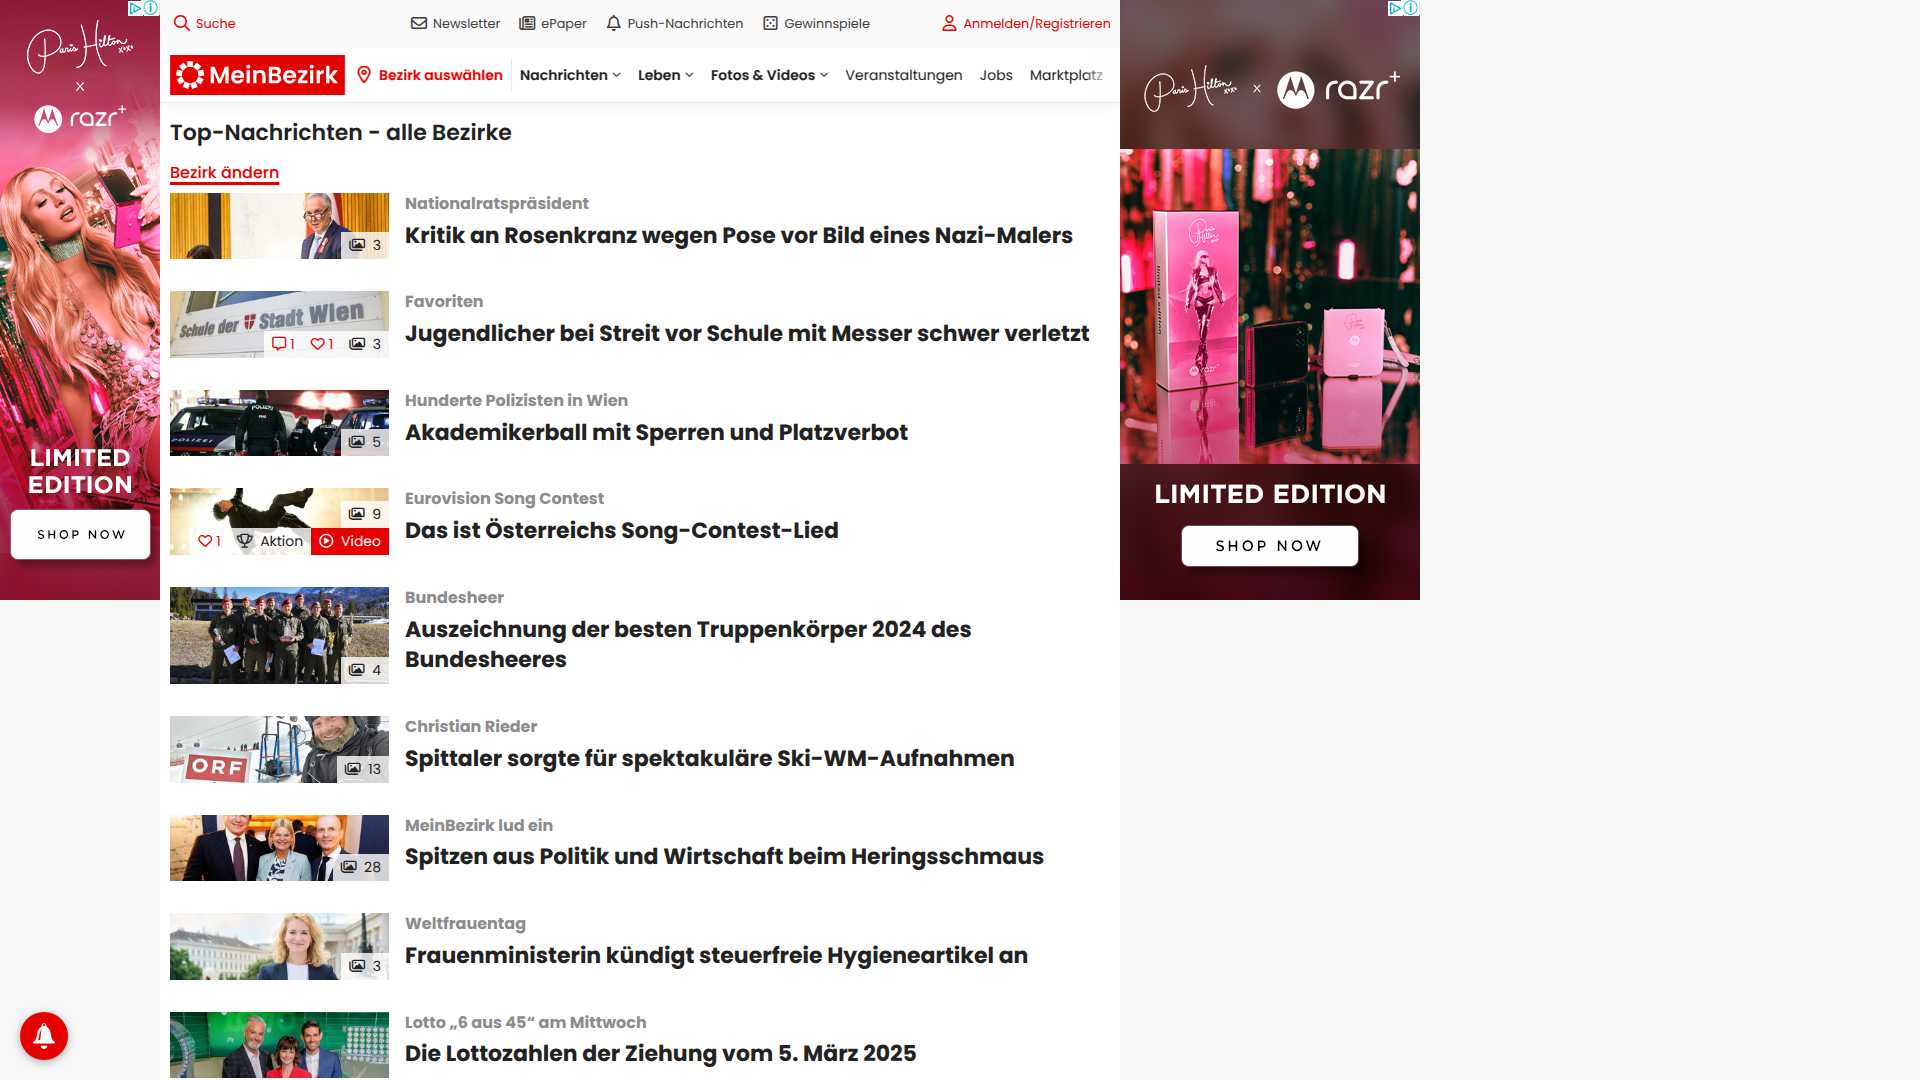 Suche
Newsletter
ePaper
Push-Nachrichten
Gewinnspiele
Anmelden/Registrieren
MeinBezirk
Bezirk auswählen
Nachrichten
Leben
Fotos & Videos
Veranstaltungen
Jobs
Marktplatz
Top-Nachrichten - alle Bezirke
Bezirk ändern
3
Nationalratspräsident
Kritik an Rosenkranz wegen Pose vor Bild eines Nazi-Malers
Schule der Stadt Wien
1
1
3
Favoriten
Jugendlicher bei Streit vor Schule mit Messer schwer verletzt
POLIZEI
POLIZEI
5
Hunderte Polizisten in Wien
Akademikerball mit Sperren und Platzverbot
9
1
Aktion
Video
Eurovision Song Contest
Das ist Österreichs Song-Contest-Lied
4
Bundesheer
Auszeichnung der besten Truppenkörper 2024 des
Bundesheeres
ORF
13
Christian Rieder
Spittaler sorgte für spektakuläre Ski-WM-Aufnahmen
28
MeinBezirk lud ein
Spitzen aus Politik und Wirtschaft beim Heringsschmaus
3
Weltfrauentag
Frauenministerin kündigt steuerfreie Hygieneartikel an
Lotto „6 aus 45“ am Mittwoch
Die Lottozahlen der Ziehung vom 5. März 2025
Paris Hilton
xoxo
x
razr+
LIMITED
EDITION
SHOP NOW
Paris Hilton
xoxo
x
razr+
razr+
LIMITED EDITION
SHOP NOW